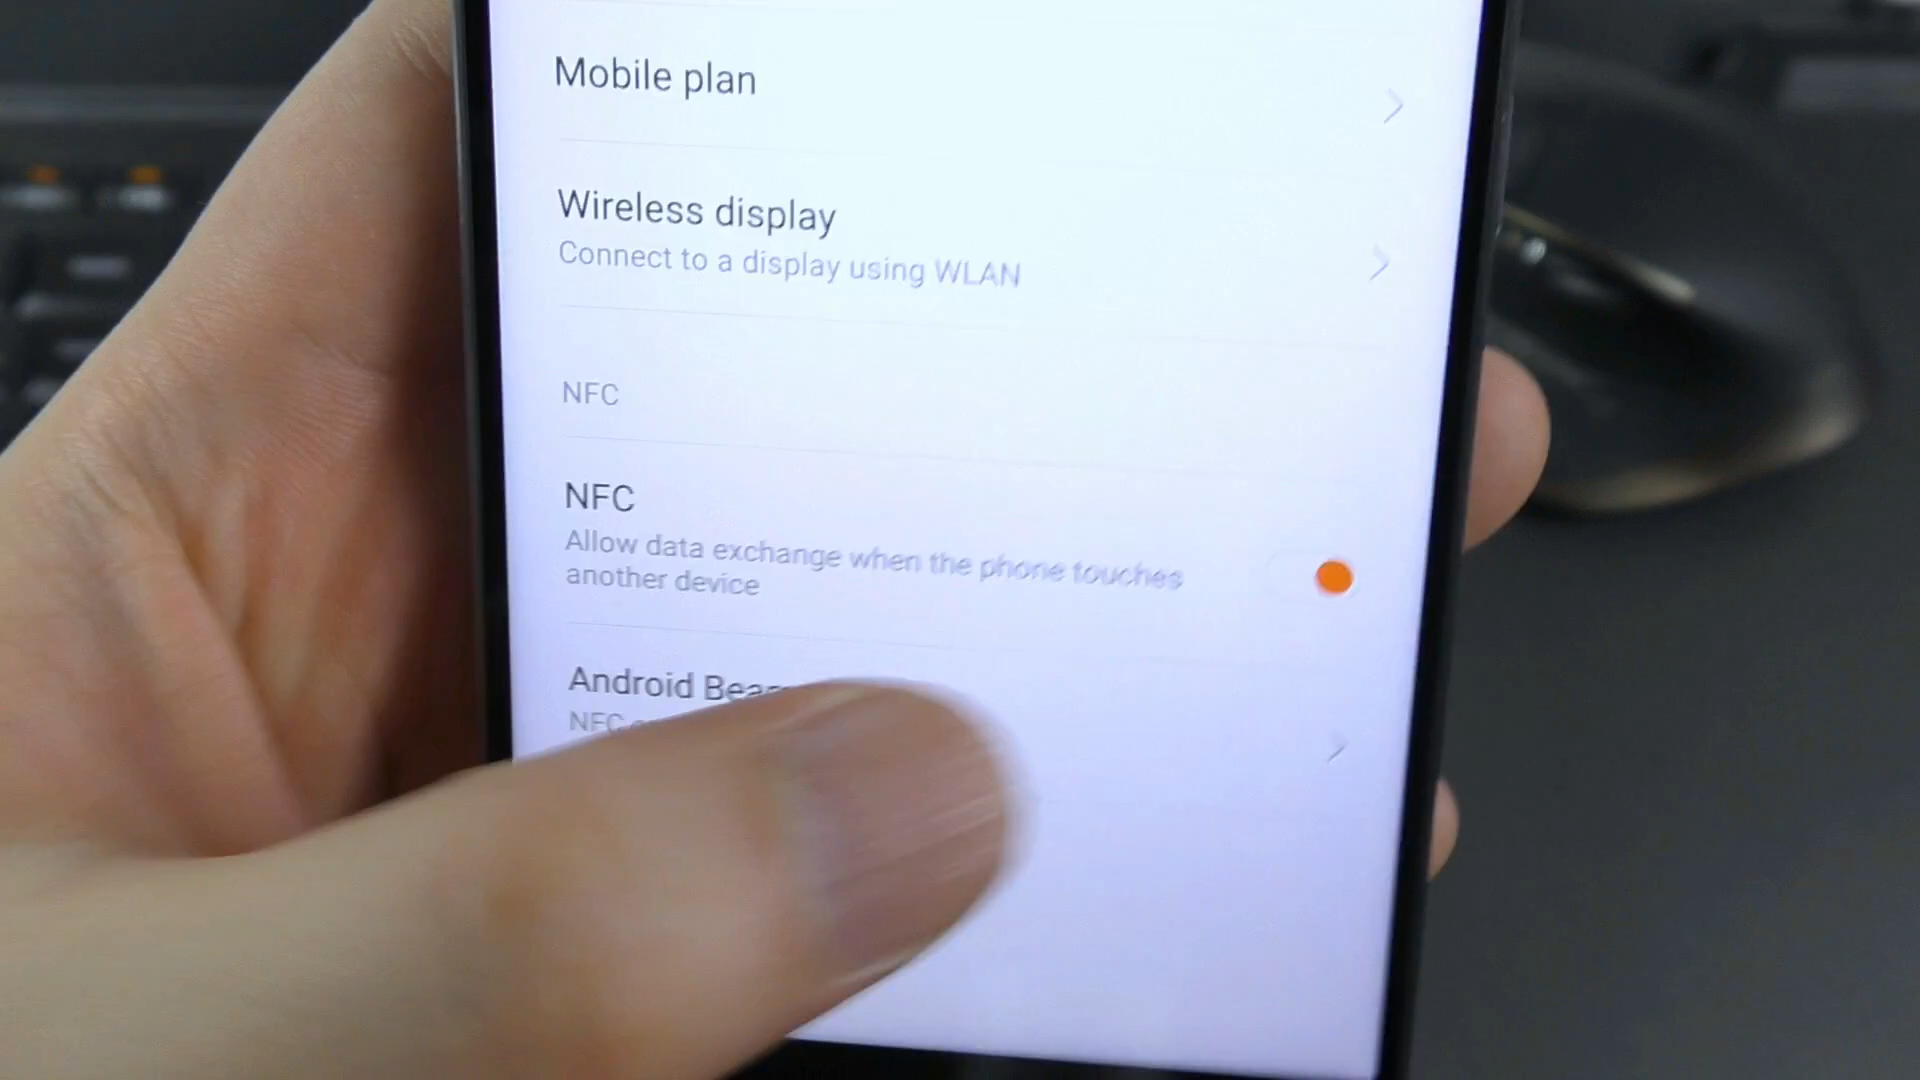 Mobile plan
Wireless display
Connect to a display using WLAN
NFC
NFC
Allow data exchange when the phone touches
another device
Android
NFC